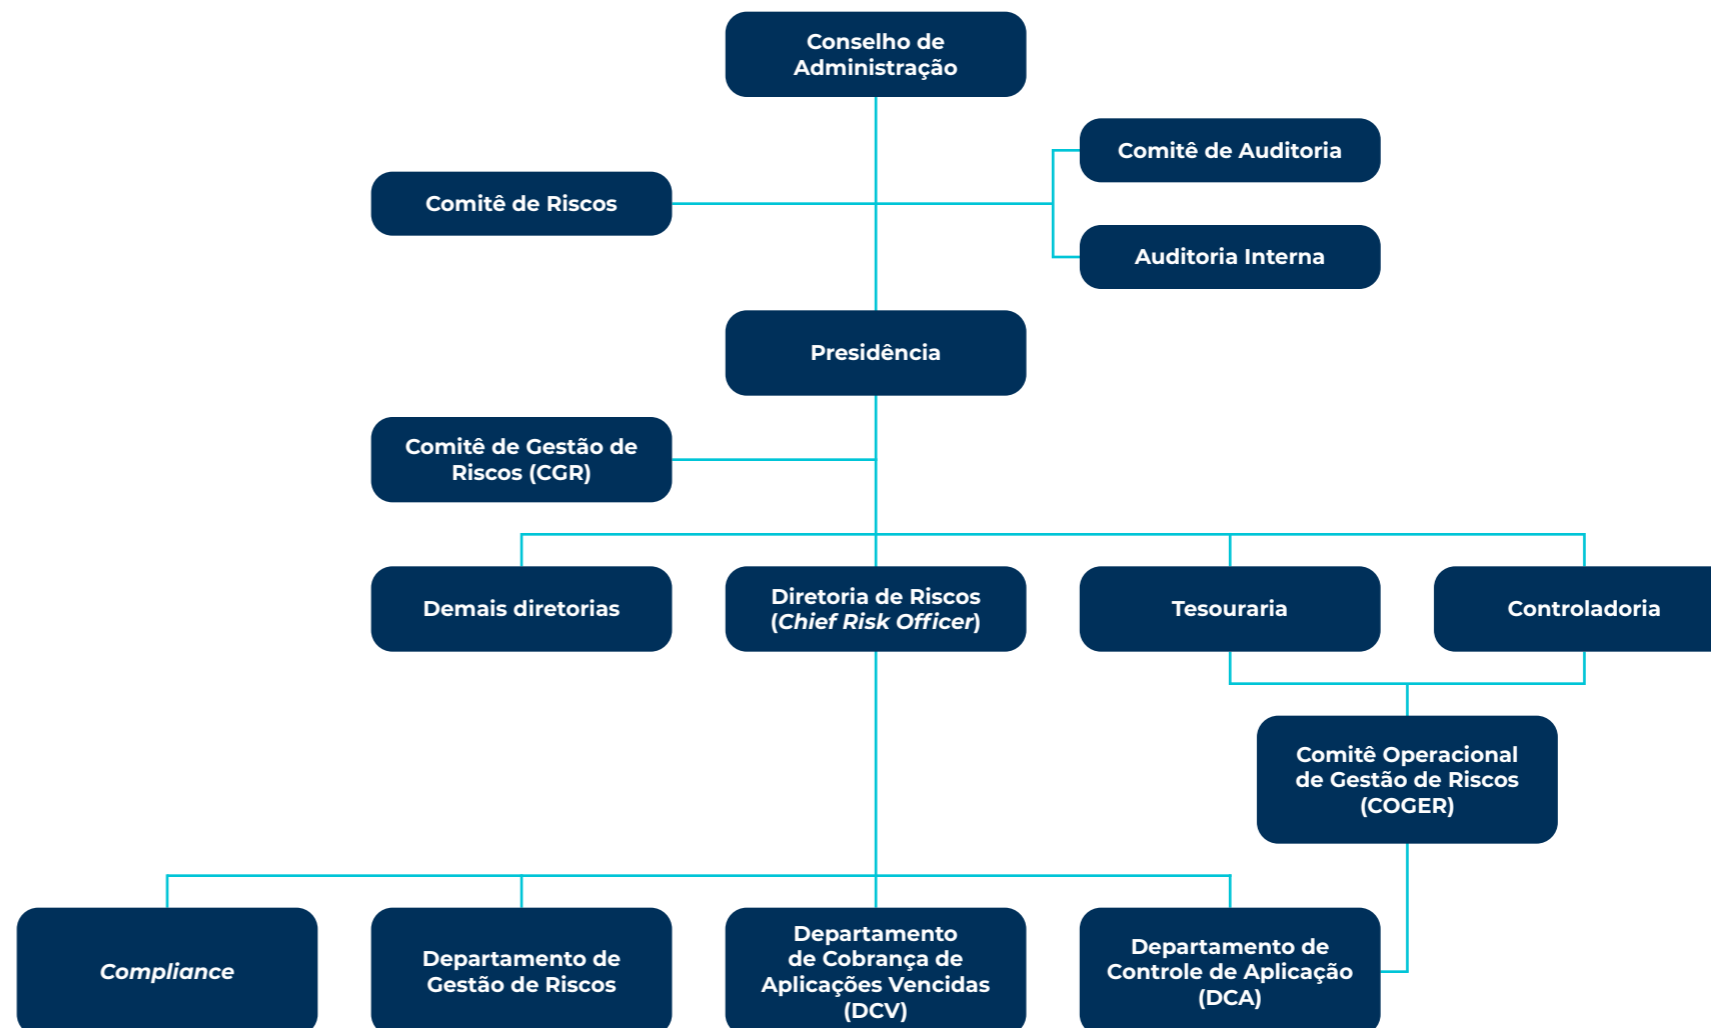 Conselho de
Administração
Comitê de Auditoria
Comitê de Riscos
Auditoria Interna
Presidência
Comitê de Gestão de
Riscos (CGR)
Demais diretorias
Diretoria de Riscos
(Chief Risk Officer)
Tesouraria
Controladoria
Comitê Operacional
de Gestão de Riscos
(COGER)
Compliance
Departamento de
Gestão de Riscos
Departamento
de Cobrança de
Aplicações Vencidas
(DCV)
Departamento de
Controle de Aplicação
(DCA)